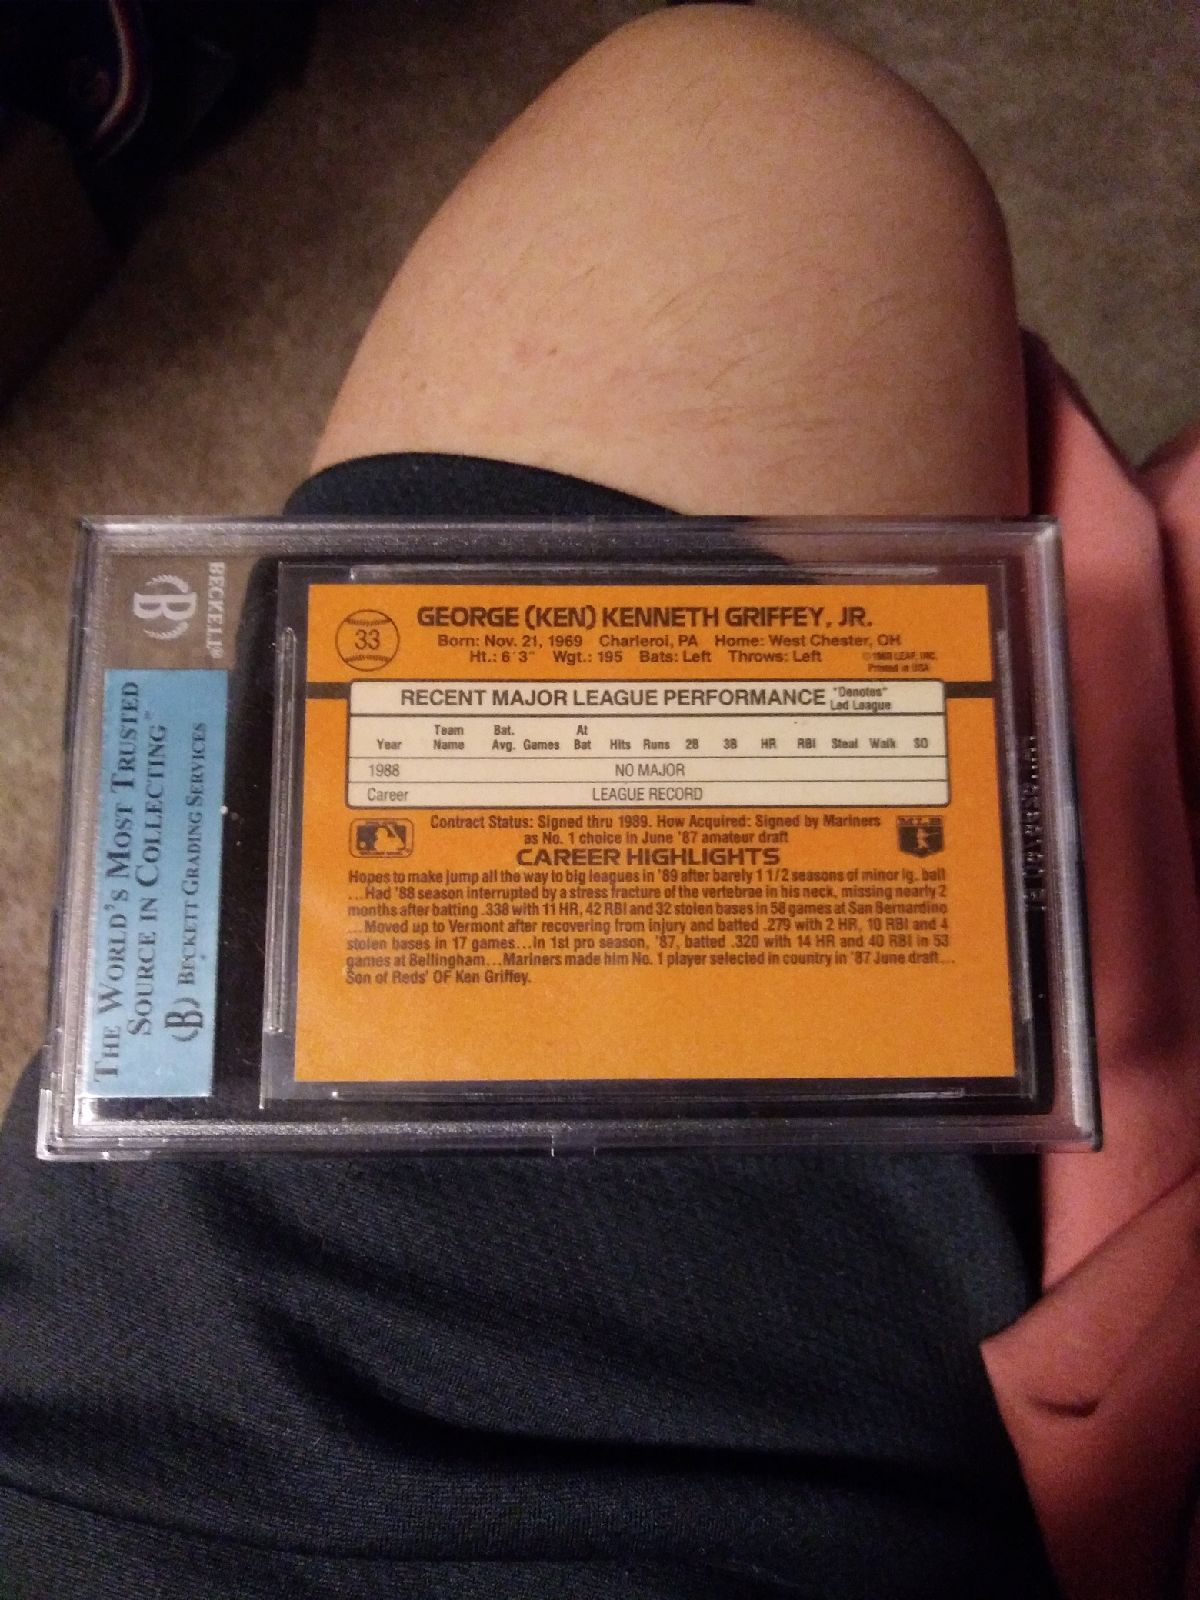 BECKETT®
B
THE WORLD'S MOST TRUSTED
SOURCE IN COLLECTING™
B BECKETT GRADING SERVICES
33
GEORGE (KEN) KENNETH GRIFFEY, JR.
Born: Nov. 21, 1969 Charleroi, PA Home: West Chester, OH
Ht.: 6'3" Wgt.: 195 Bats: Left Throws: Left
LEAF, INC.
Printed in USA
RECENT MAJOR LEAGUE PERFORMANCE "Denotes"
Led League
Team Bat. At
Year Name Avg. Games Bat Hits Runs 2B 3B HR RBI Steal Walk SO
1988 NO MAJOR
Career LEAGUE RECORD
Contract Status: Signed thru 1989. How Acquired: Signed by Mariners
as No. 1 choice in June '87 amateur draft
MLB
CAREER HIGHLIGHTS
Hopes to make jump all the way to big leagues in '89 after barely 1 1/2 seasons of minor lg. ball
...Had '88 season interrupted by a stress fracture of the vertebrae in his neck, missing nearly 2
months after batting .338 with 11 HR, 42 RBI and 32 stolen bases in 58 games at San Bernardino
...Moved up to Vermont after recovering from injury and batted .279 with 2 HR, 10 RBI and 4
stolen bases in 17 games...In 1st pro season, '87, batted .320 with 14 HR and 40 RBI in 53
games at Bellingham...Mariners made him No. 1 player selected in country in '87 June draft...
Son of Reds' OF Ken Griffey.